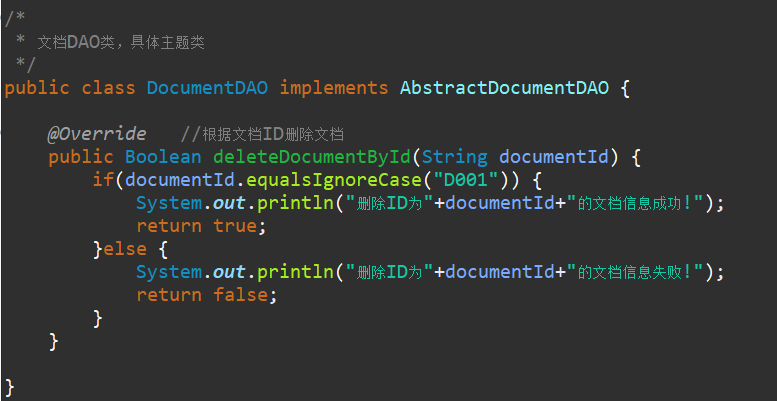 /*
 * 文档DAO类，具体主题类
 */
public class DocumentDAO implements AbstractDocumentDAO {
    @Override   //根据文档ID删除文档
    public Boolean deleteDocumentById(String documentId) {
        if(documentId.equalsIgnoreCase("D001")) {
            System.out.println("删除ID为"+documentId+"的文档信息成功!");
            return true;
        }else {
            System.out.println("删除ID为"+documentId+"的文档信息失败!");
            return false;
        }
    }
}